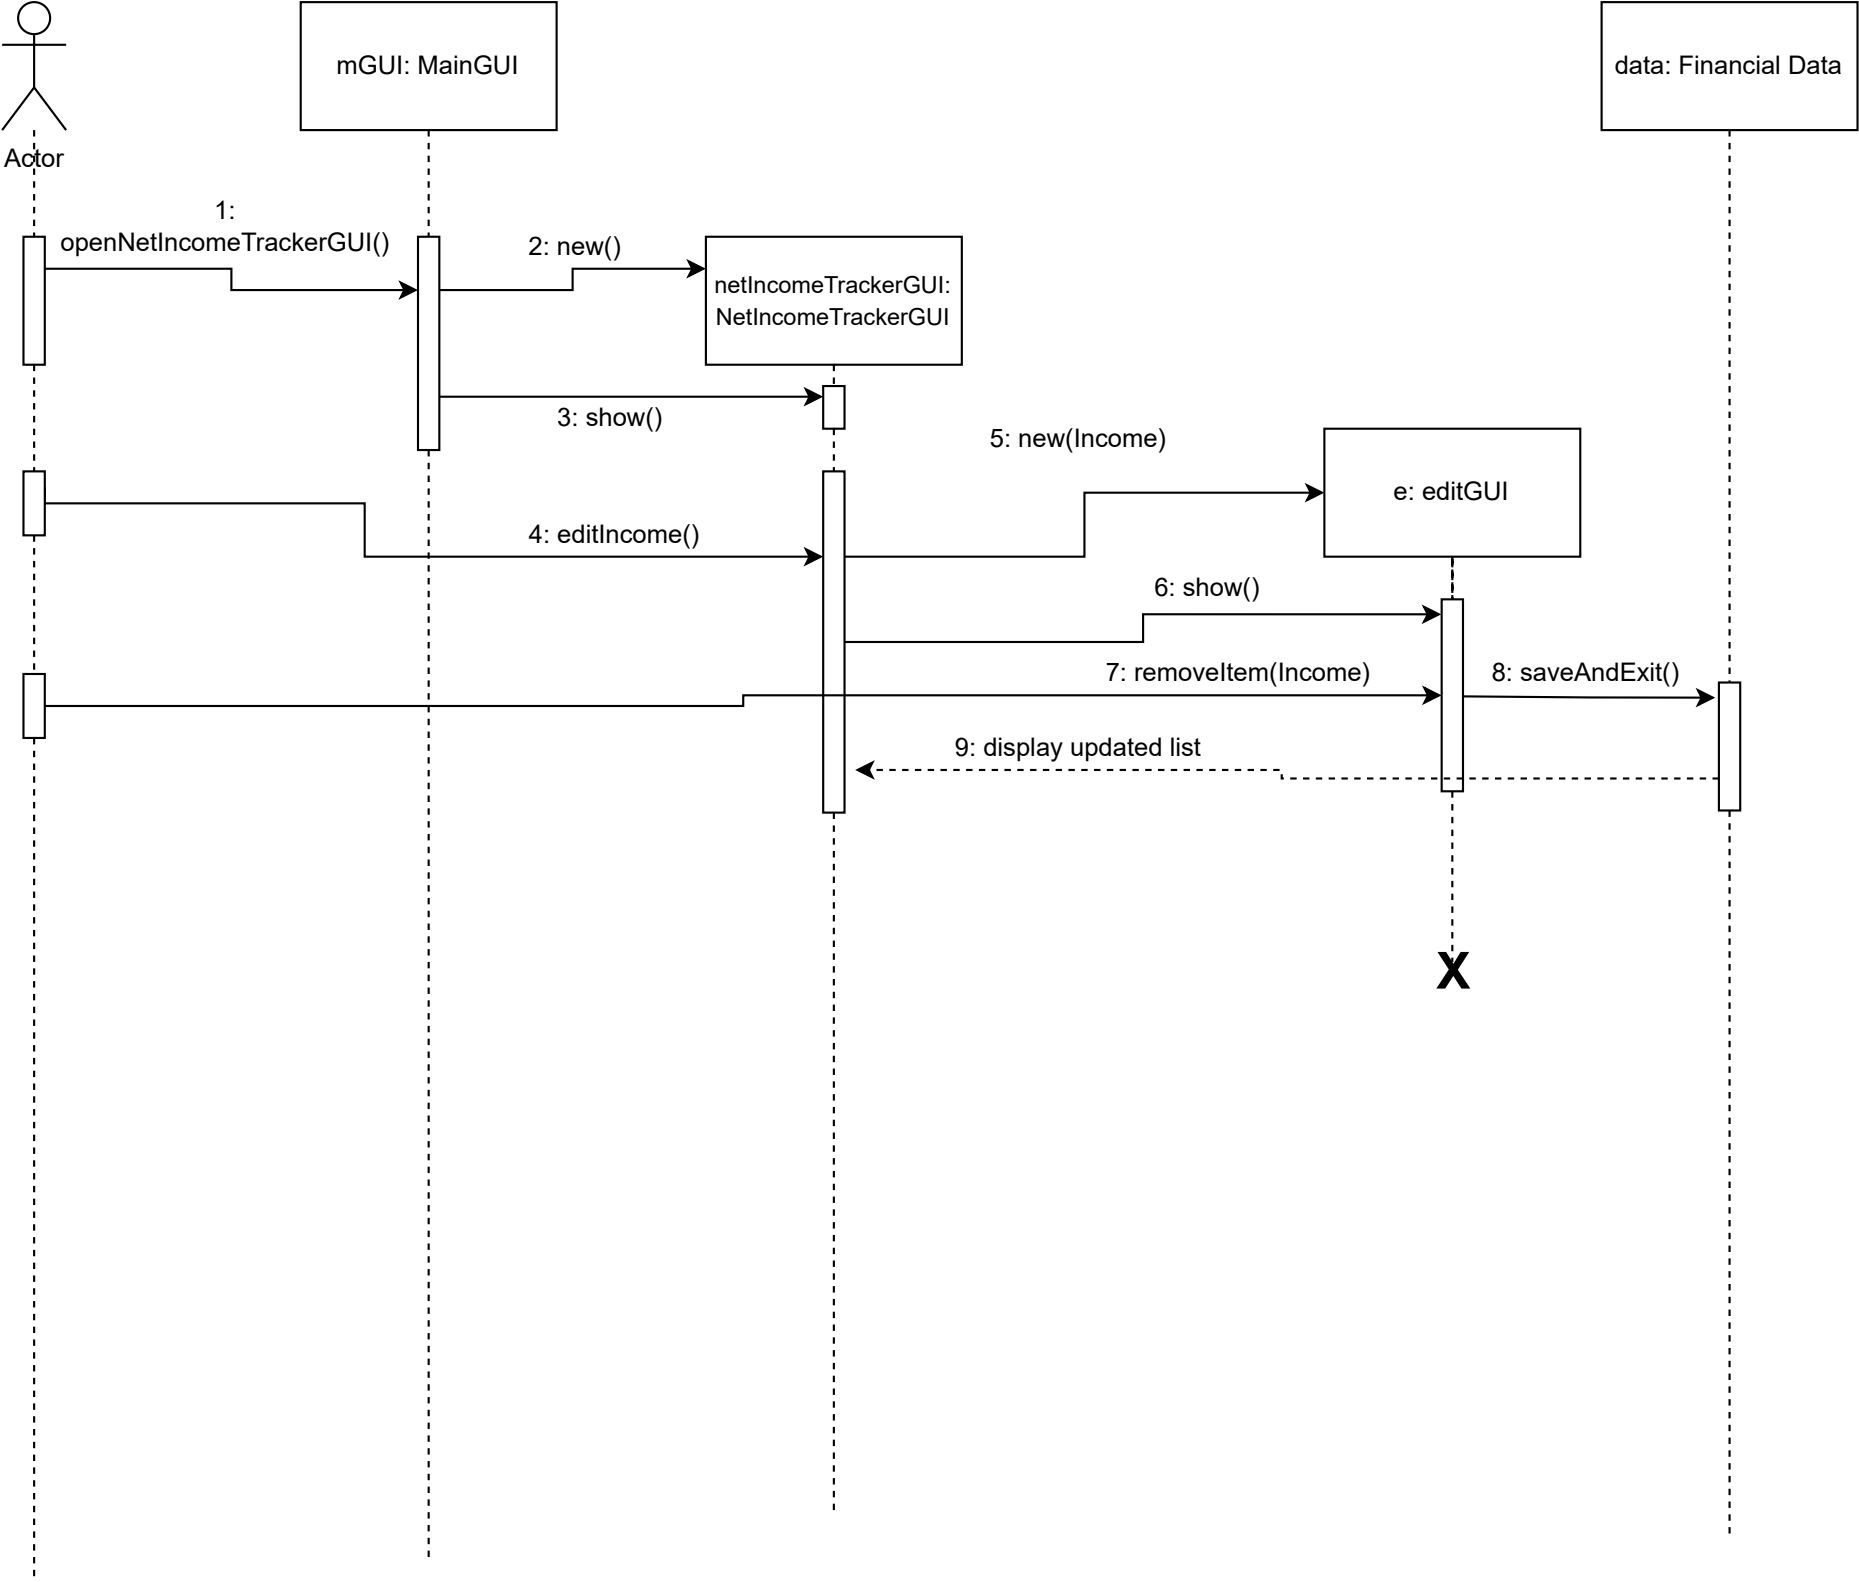 mGUI: MainGUI
data: Financial Data
Actor
1:
openNetIncomeTrackerGUI()
2: new()
netIncomeTrackerGUI:
NetIncomeTrackerGUI
3: show()
5: new(Income)
e: editGUI
4: editIncome()
6: show()
7: removeItem(Income)
8: saveAndExit()
9: display updated list
X